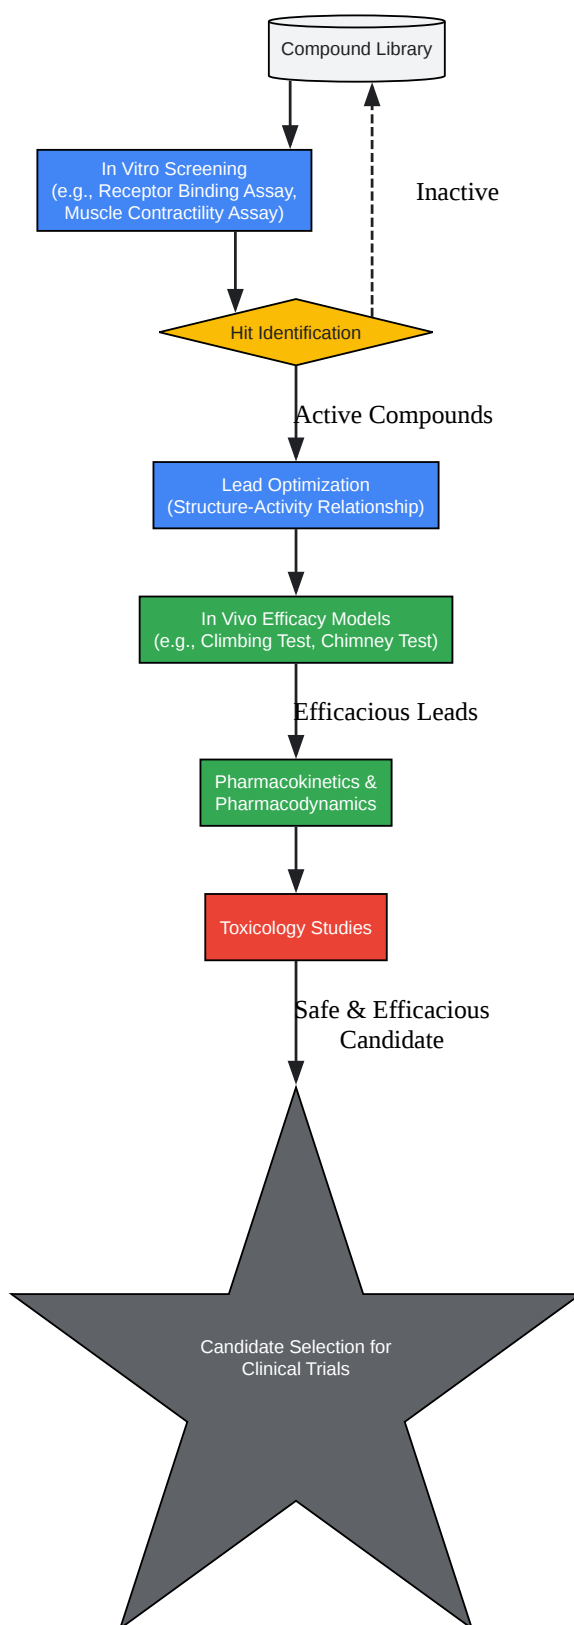 Compound Library
In Vitro Screening
(e.g., Receptor Binding Assay,
Muscle Contractility Assay)
Inactive
Hit Identification
Active Compounds
Lead Optimization
(Structure-Activity Relationship)
In Vivo Efficacy Models
(e.g., Climbing Test, Chimney Test)
Efficacious Leads
Pharmacokinetics &
Pharmacodynamics
Toxicology Studies
Safe & Efficacious
Candidate
Candidate Selection for
Clinical Trials